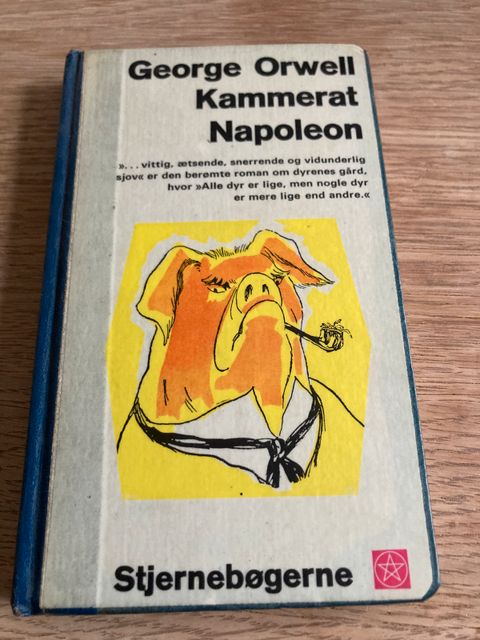 George Orwell
Kammerat
Napoleon
»... vittig, ætsende, snerrende og vidunderlig
sjov« er den berømte roman om dyrenes gård,
hvor »Alle dyr er lige, men nogle dyr
er mere lige end andre.«
Stjernebøgerne